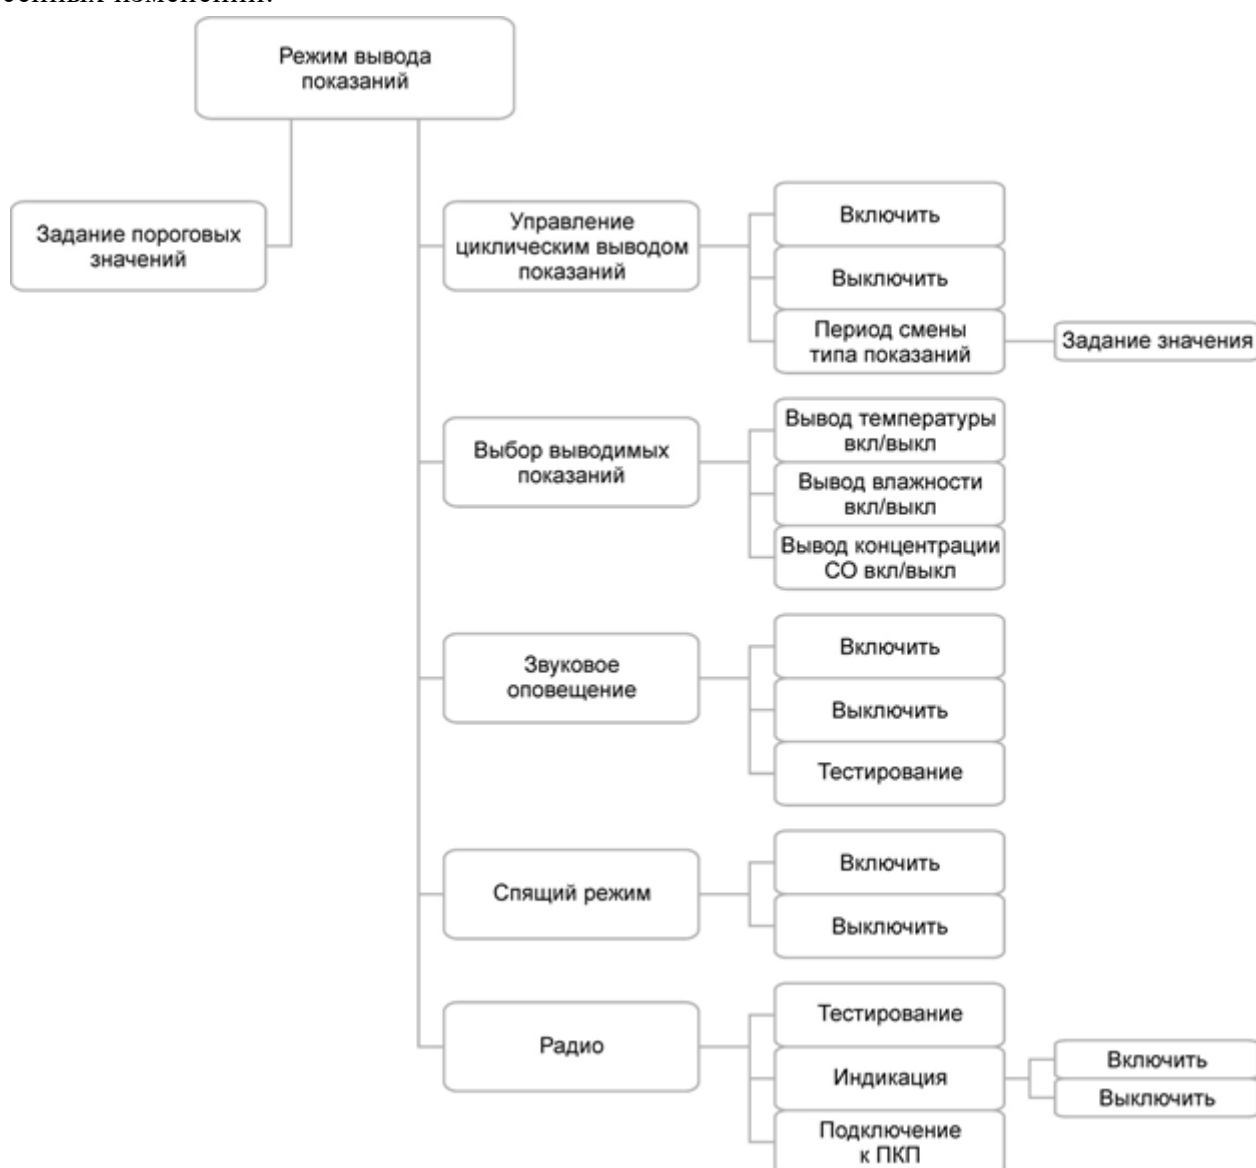 Режим вывода
показаний
Задание пороговых
значений
Управление
циклическим выводом
показаний
Включить
Выключить
Период смены
типа показаний
Задание значения
Выбор выводимых
показаний
Вывод температуры
вкл/выкл
Вывод влажности
вкл/выкл
Вывод концентрации
СО вкл/выкл
Звуковое
оповещение
Включить
Выключить
Тестирование
Спящий режим
Включить
Выключить
Радио
Тестирование
Индикация
Включить
Выключить
Подключение
к ПКП